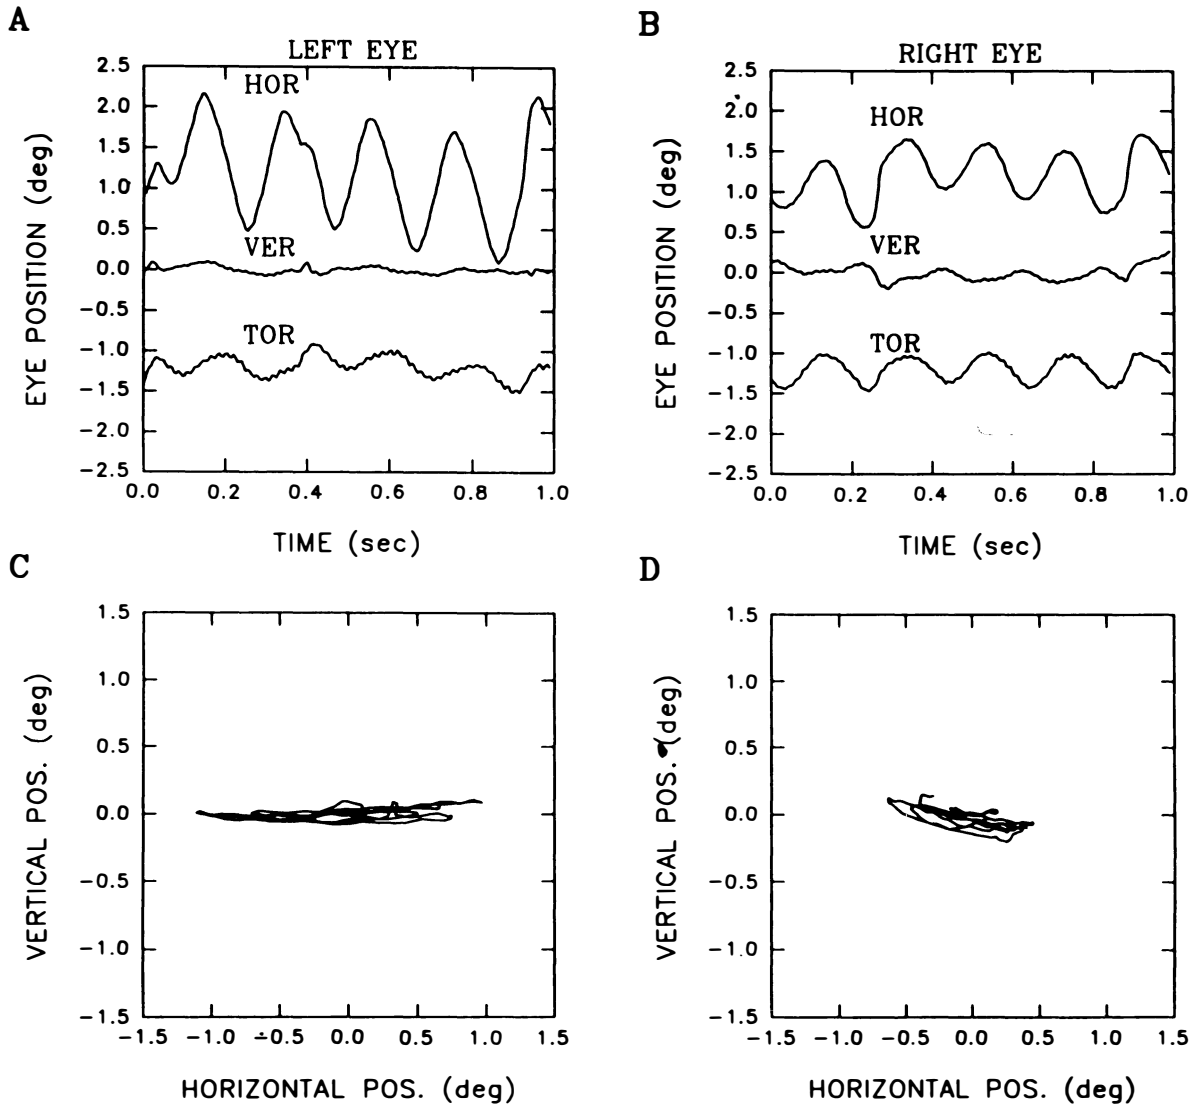 A
LEFT EYE
2.5
2.0
1.5
1.0
0.5
0.0
−0.5
−1.0
−1.5
−2.0
−2.5
EYE POSITION (deg)
HOR
VER
TOR
0.0 0.2 0.4 0.6 0.8 1.0
TIME (sec)
B
RIGHT EYE
2.5
2.0
1.5
1.0
0.5
0.0
−0.5
−1.0
−1.5
−2.0
−2.5
EYE POSITION (deg)
HOR
VER
TOR
0.0 0.2 0.4 0.6 0.8 1.0
TIME (sec)
C
1.5
1.0
0.5
0.0
−0.5
−1.0
−1.5
VERTICAL POS. (deg)
−1.5 −1.0 −0.5 0.0 0.5 1.0 1.5
HORIZONTAL POS. (deg)
D
1.5
1.0
0.5
0.0
−0.5
−1.0
−1.5
VERTICAL POS. (deg)
−1.5 −1.0 −0.5 0.0 0.5 1.0 1.5
HORIZONTAL POS. (deg)